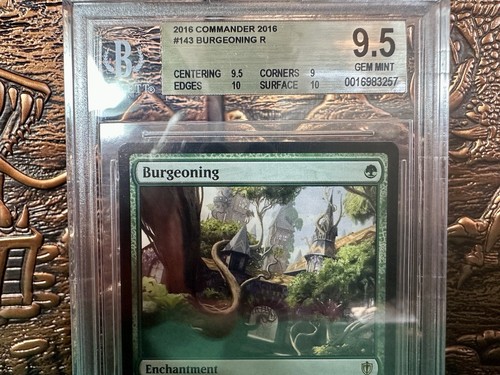 2016 COMMANDER 2016
#143 BURGEONING R
9.5
GEM MINT
CENTERING 9.5 CORNERS 9
EDGES 10 SURFACE 10
0016983257
B
Burgeoning
Enchantment